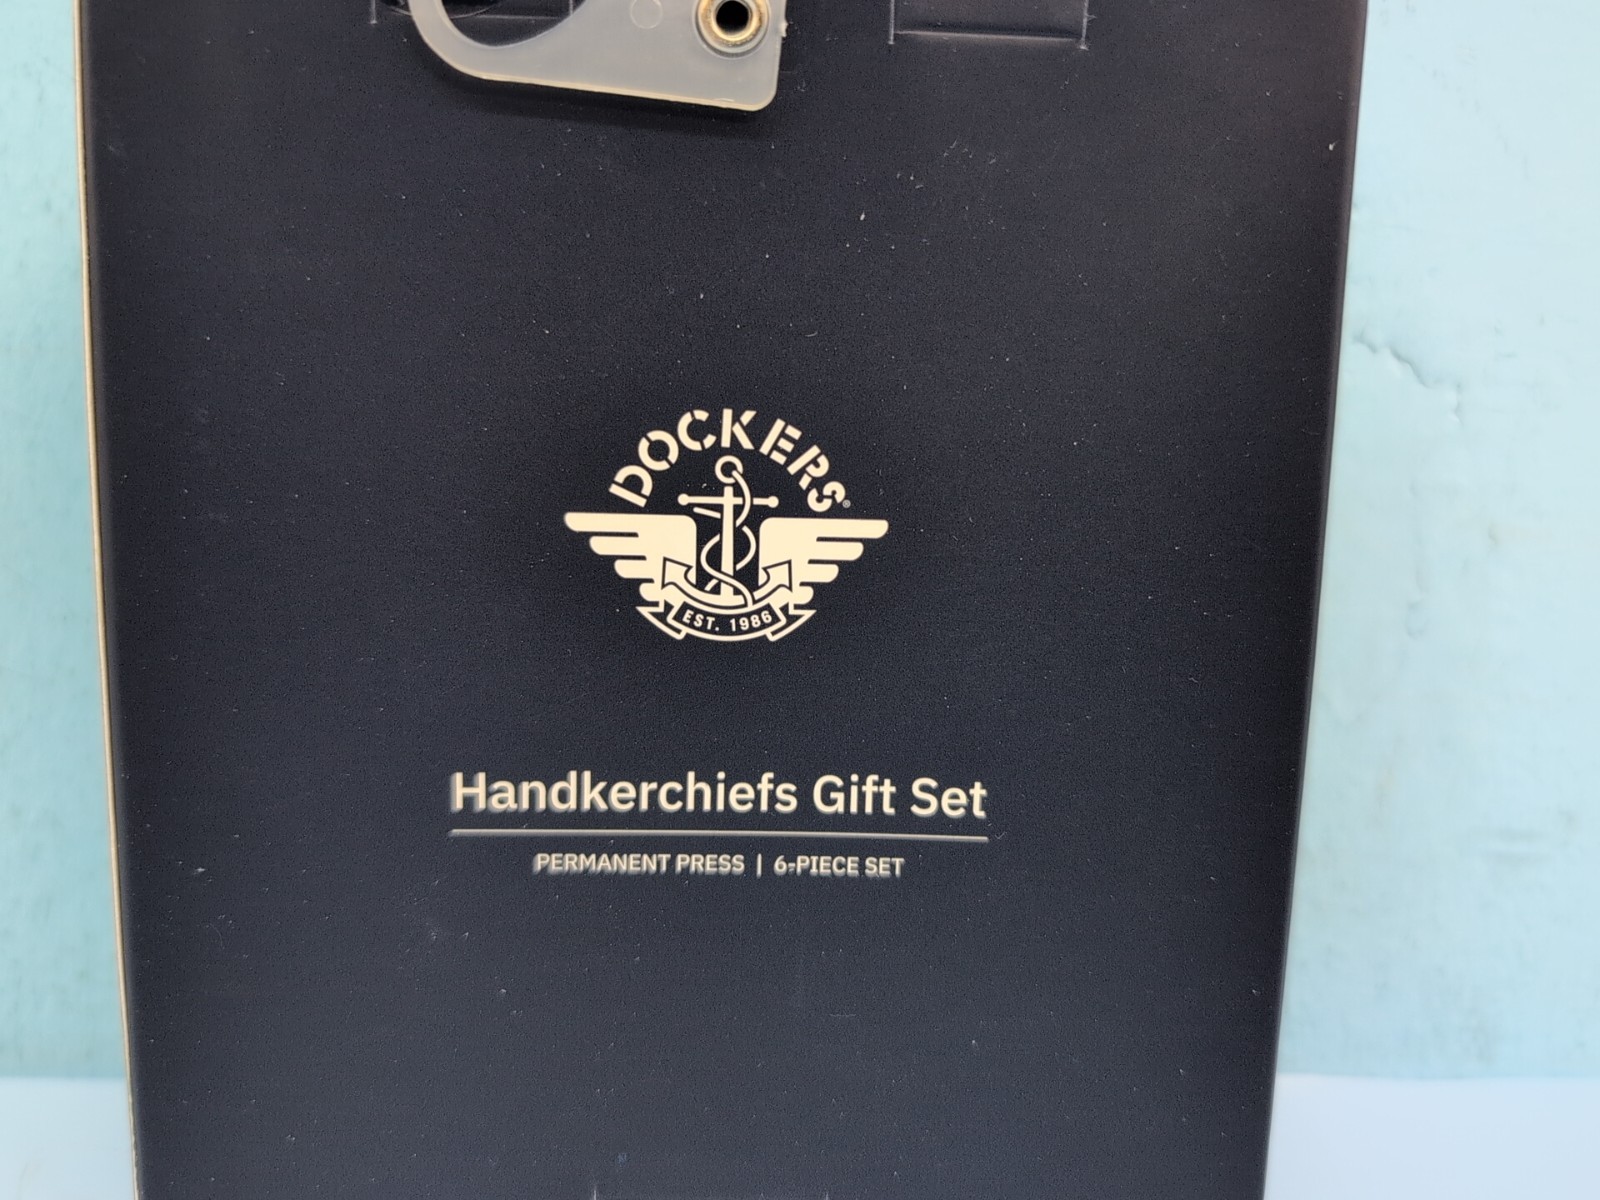 DOCKERS®
EST. 1986
Handkerchiefs Gift Set
PERMANENT PRESS | 6-PIECE SET